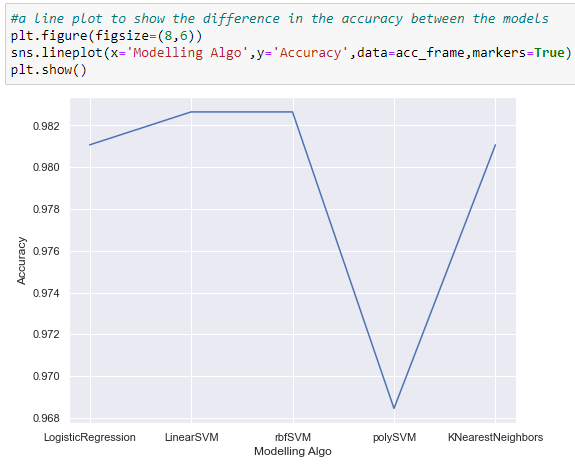 #a line plot to show the difference in the accuracy between the models
plt.figure(figsize=(8,6))
sns.lineplot(x='Modelling Algo',y='Accuracy',data=acc_frame,markers=True)
plt.show()
0.982
0.980
0.978
0.976
0.974
0.972
0.970
0.968
Accuracy
LogisticRegression LinearSVM rbfSVM polySVM KNearestNeighbors
Modelling Algo